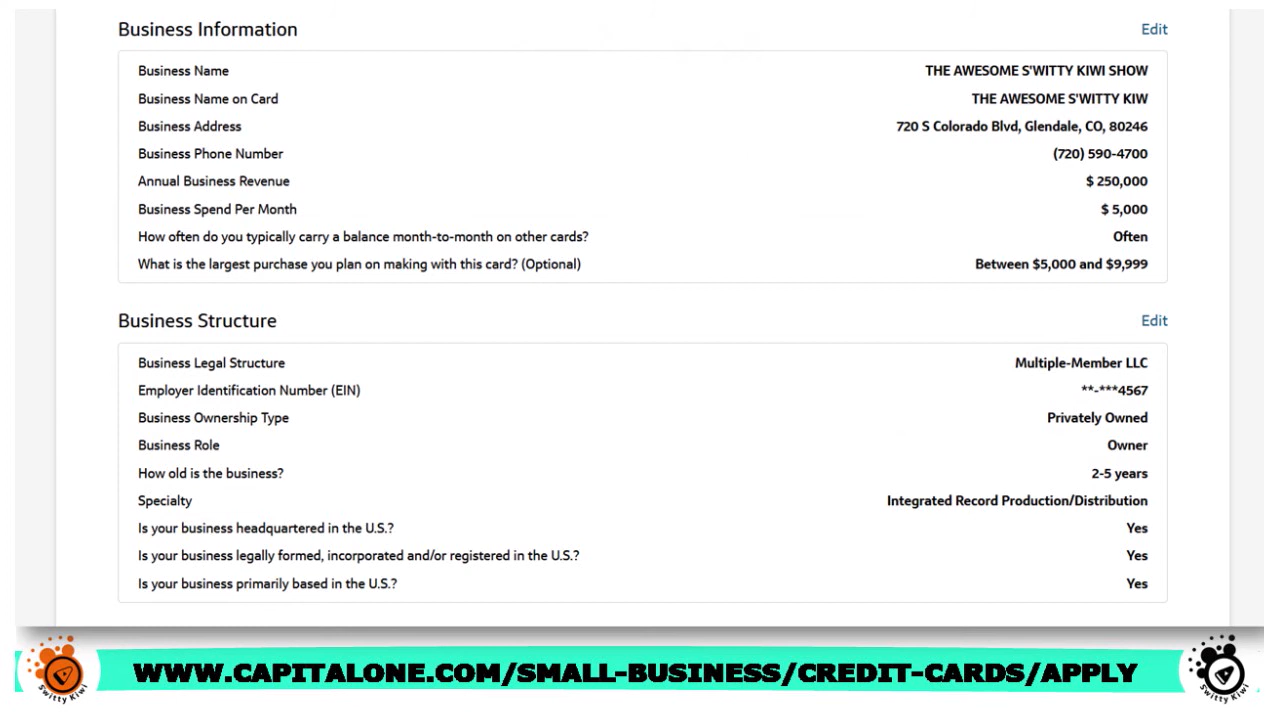 Business Information Edit
Business Name THE AWESOME S'WITTY KIWI SHOW
Business Name on Card THE AWESOME S'WITTY KIW
Business Address 720 S Colorado Blvd, Glendale, CO, 80246
Business Phone Number (720) 590-4700
Annual Business Revenue $ 250,000
Business Spend Per Month $ 5,000
How often do you typically carry a balance month-to-month on other cards? Often
What is the largest purchase you plan on making with this card? (Optional) Between $5,000 and $9,999
Business Structure Edit
Business Legal Structure Multiple-Member LLC
Employer Identification Number (EIN) **-***4567
Business Ownership Type Privately Owned
Business Role Owner
How old is the business? 2-5 years
Specialty Integrated Record Production/Distribution
Is your business headquartered in the U.S.? Yes
Is your business legally formed, incorporated and/or registered in the U.S.? Yes
Is your business primarily based in the U.S.? Yes
Switty Kiwi
WWW.CAPITALONE.COM/SMALL-BUSINESS/CREDIT-CARDS/APPLY
Switty Kiwi